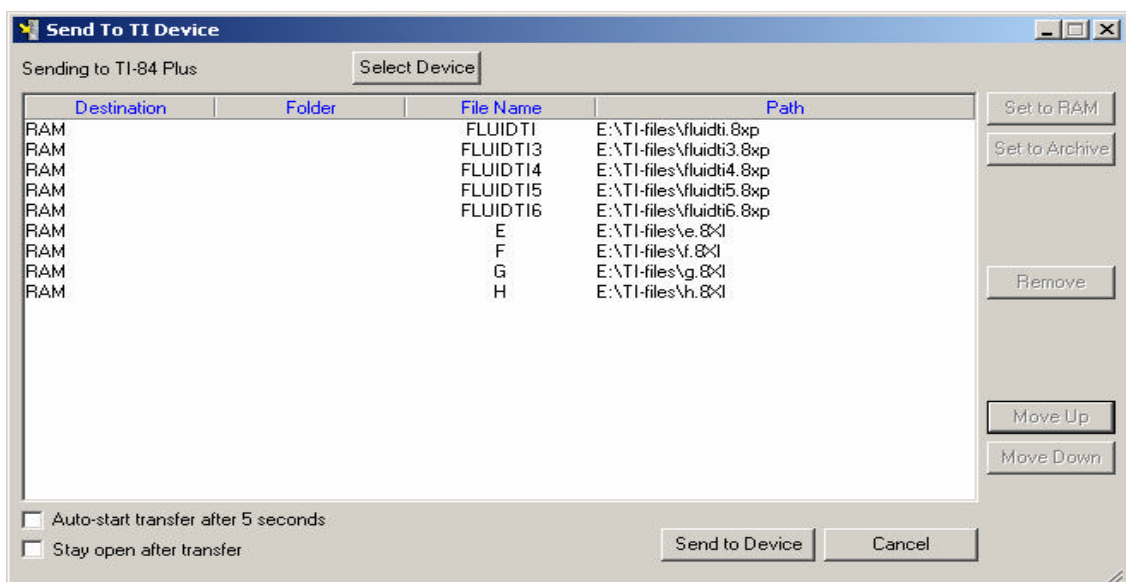 Send To TI Device
Sending to TI-84 Plus Select Device
Destination Folder File Name Path Set to RAM
RAM FLUIDTI E:\TI-files\fluidti.8xp
RAM FLUIDTI3 E:\TI-files\fluidti3.8xp Set to Archive
RAM FLUIDTI4 E:\TI-files\fluidti4.8xp
RAM FLUIDTI5 E:\TI-files\fluidti5.8xp
RAM FLUIDTI6 E:\TI-files\fluidti6.8xp
RAM E E:\TI-files\e.8XI
RAM F E:\TI-files\f.8XI
RAM G E:\TI-files\g.8XI
RAM H E:\TI-files\h.8XI Remove
Move Up
Move Down
Auto-start transfer after 5 seconds
Stay open after transfer Send to Device Cancel